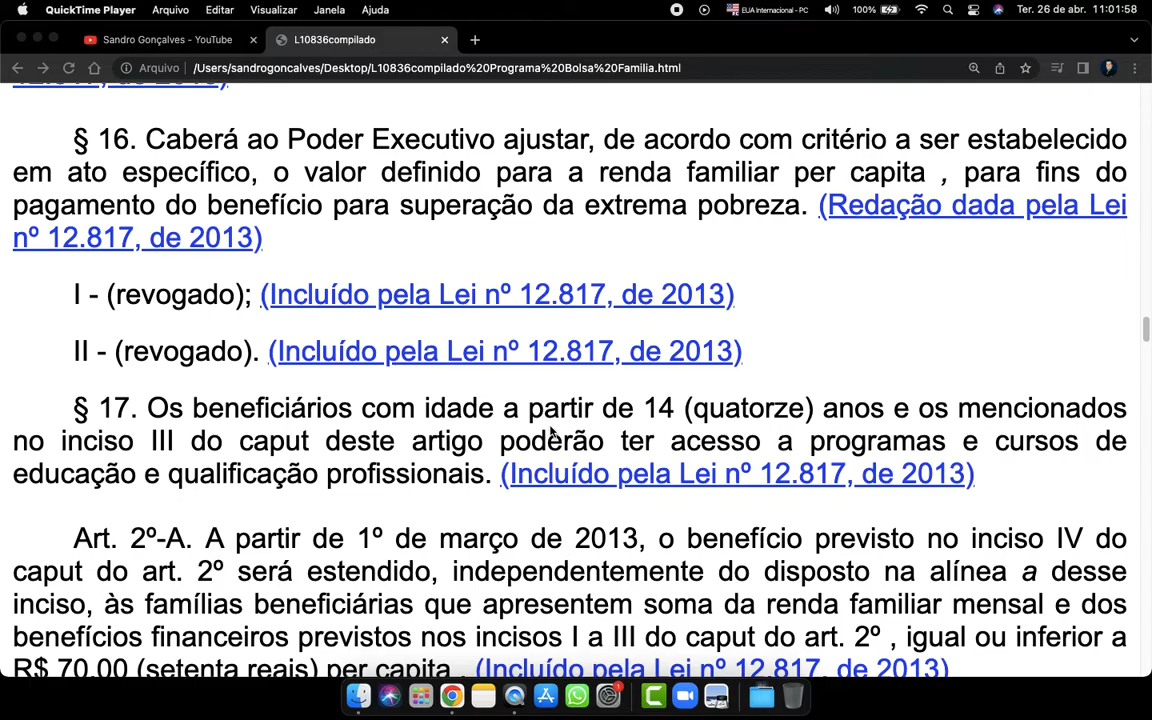 QuickTime Player Arquivo Editar Visualizar Janela Ajuda EUA Internacional - PC 100% Ter. 26 de abr. 11:01:58
Sandro Gonçalves - YouTube L10836compilado
Arquivo /Users/sandrogoncalves/Desktop/L10836compilado%20Programa%20Bolsa%20Familia.html
§ 16. Caberá ao Poder Executivo ajustar, de acordo com critério a ser estabelecido
em ato específico, o valor definido para a renda familiar per capita , para fins do
pagamento do benefício para superação da extrema pobreza. (Redação dada pela Lei
nº 12.817, de 2013)
I - (revogado); (Incluído pela Lei nº 12.817, de 2013)
II - (revogado). (Incluído pela Lei nº 12.817, de 2013)
§ 17. Os beneficiários com idade a partir de 14 (quatorze) anos e os mencionados
no inciso III do caput deste artigo poderão ter acesso a programas e cursos de
educação e qualificação profissionais. (Incluído pela Lei nº 12.817, de 2013)
Art. 2º-A. A partir de 1º de março de 2013, o benefício previsto no inciso IV do
caput do art. 2º será estendido, independentemente do disposto na alínea a desse
inciso, às famílias beneficiárias que apresentem soma da renda familiar mensal e dos
benefícios financeiros previstos nos incisos I a III do caput do art. 2º , igual ou inferior a
R$ 70,00 (setenta reais) per capita . (Incluído pela Lei nº 12.817, de 2013)